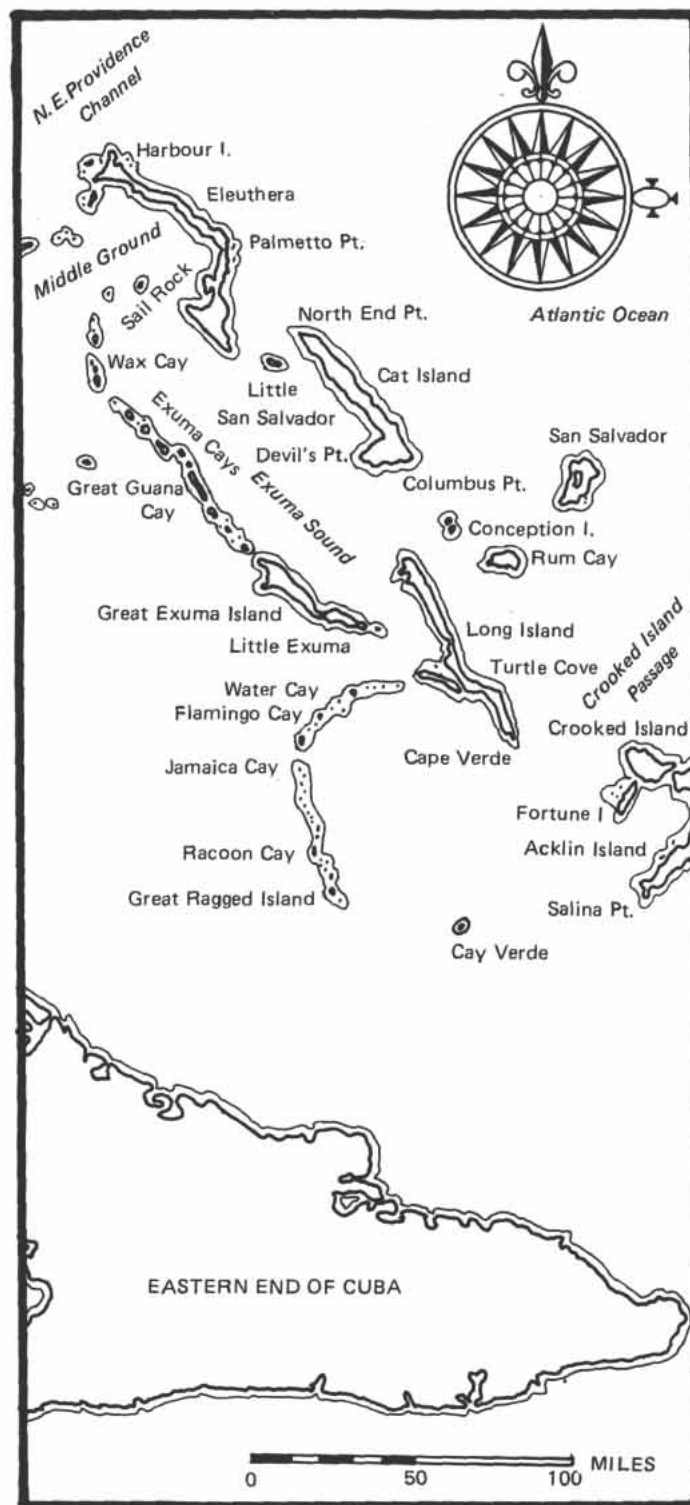 N.E. Providence
Channel
Harbour I.
Eleuthera
Palmetto Pt.
Middle Ground
Sail Rock
North End Pt.
Atlantic Ocean
Wax Cay
Little
San Salvador
Cat Island
Exuma Cays
Devil's Pt.
San Salvador
Great Guana
Cay
Exuma Sound
Columbus Pt.
Conception I.
Rum Cay
Great Exuma Island
Little Exuma
Long Island
Turtle Cove
Crooked Island
Passage
Water Cay
Flamingo Cay
Crooked Island
Cape Verde
Jamaica Cay
Fortune I
Racoon Cay
Acklin Island
Great Ragged Island
Salina Pt.
Cay Verde
EASTERN END OF CUBA
MILES
0 50 100